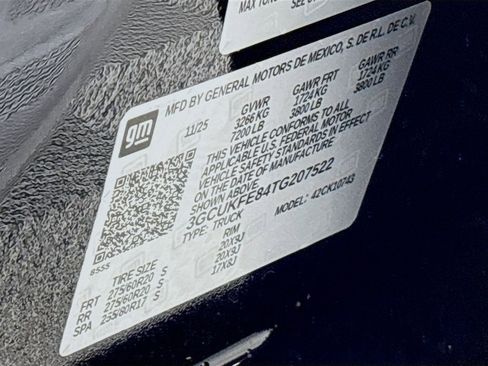 MAX TONG
SEE O
MFD BY GENERAL MOTORS DE MEXICO, S. DE R.L. DE C.V.
gm
11/25
GVWR GAWR FRT GAWR RR
3266 KG 1724 KG 1724 KG
7200 LB 3800 LB 3800 LB
THIS VEHICLE CONFORMS TO ALL
APPLICABLE U.S. FEDERAL MOTOR
VEHICLE SAFETY STANDARDS IN EFFECT
ON THE DATE OF MANUFACTURE
SHOWN ABOVE
3GCUKFE84TG207522
TYPE: TRUCK MODEL: 42CK10743
8555
TIRE SIZE RIM
FRT 275/60R20 S 20X9J
RR 275/60R20 S 20X9J
SPA 255/80R17 S 17X8J